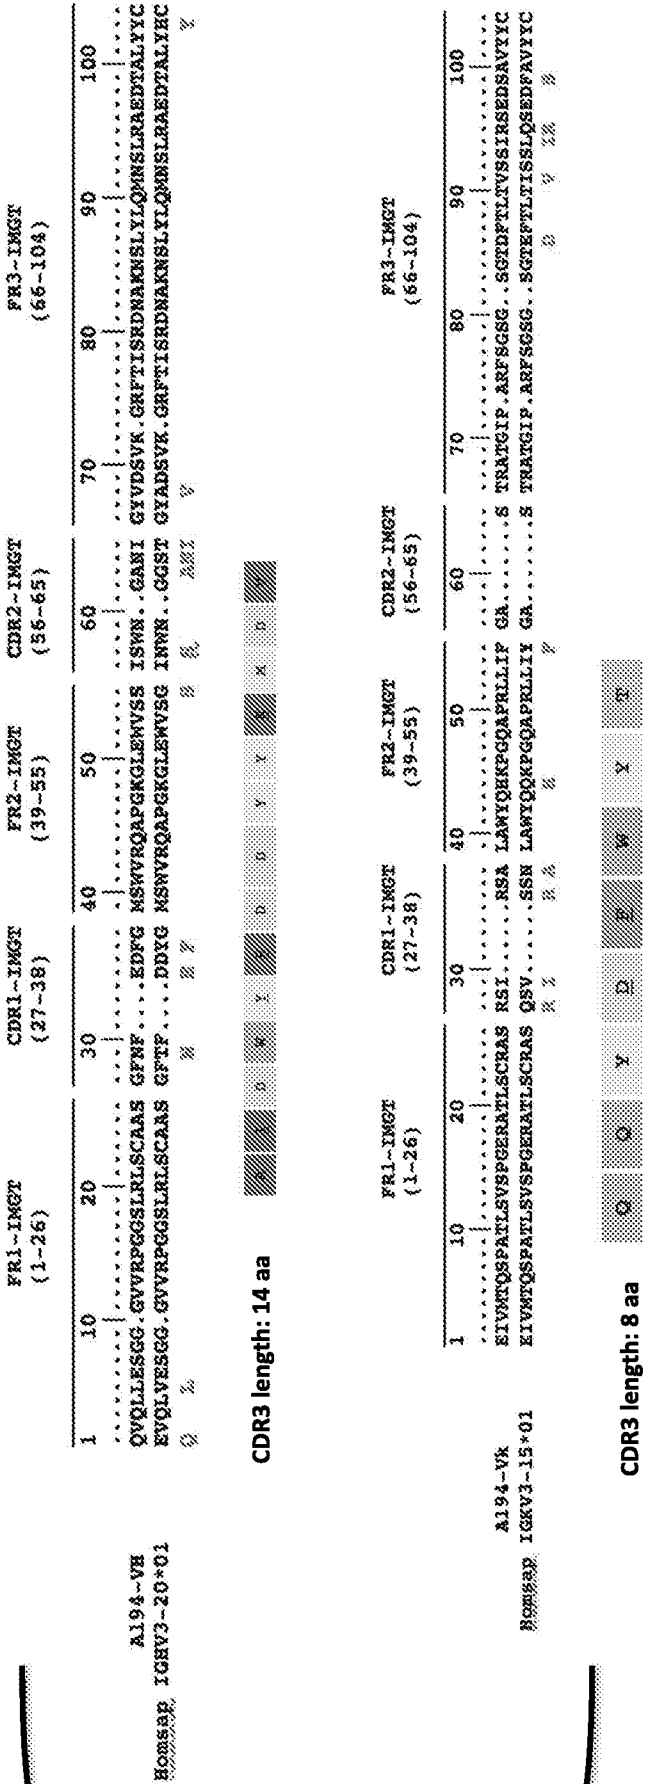 FR1-IMGT CDR1-IMGT FR2-IMGT CDR2-IMGT FR3-IMGT
(1-26) (27-38) (39-55) (56-65) (66-104)
1 10 20 30 40 50 60 70 80 90 100
A194-VH QVQLLESGG.GVVRPGGSLRLSCAAS GFNF....EDFG MSWVRQAPGKGLEWVSS ISWN..GANI GYVDSVK.GRFTISRDNAKNSLYLQMNSLRAEDTALYYC
Homsap IGHV3-20*01 EVQLVESGG.GVVRPGGSLRLSCAAS GFTF....DDYG MSWVRQAPGKGLEWVSG INWN..GGST GYADSVK.GRFTISRDNAKNSLYLQMNSLRAEDTALYHC
Q L N E F S S ANI V Y
CDR3 length: 14 aa D W D D Y Y D
FR1-IMGT CDR1-IMGT FR2-IMGT CDR2-IMGT FR3-IMGT
(1-26) (27-38) (39-55) (56-65) (66-104)
1 10 20 30 40 50 60 70 80 90 100
A194-Vk EIVMTQSPATLSVSPGERATLSCRAS RSI......RSA LAWYQHKPGQAPRLLIF GA.......S TRATGIP.ARFSGSG..SGTDFTLTVSSIRSEDSAVYYC
Homsap IGKV3-15*01 EIVMTQSPATLSVSPGERATLSCRAS QSV......SSN LAWYQQKPGQAPRLLIY GA.......S TRATGIP.ARFSGSG..SGTEFTLTISSLQSEDFAVYYC
R I R A H F D V IR S
CDR3 length: 8 aa Q Q Y D E W Y T